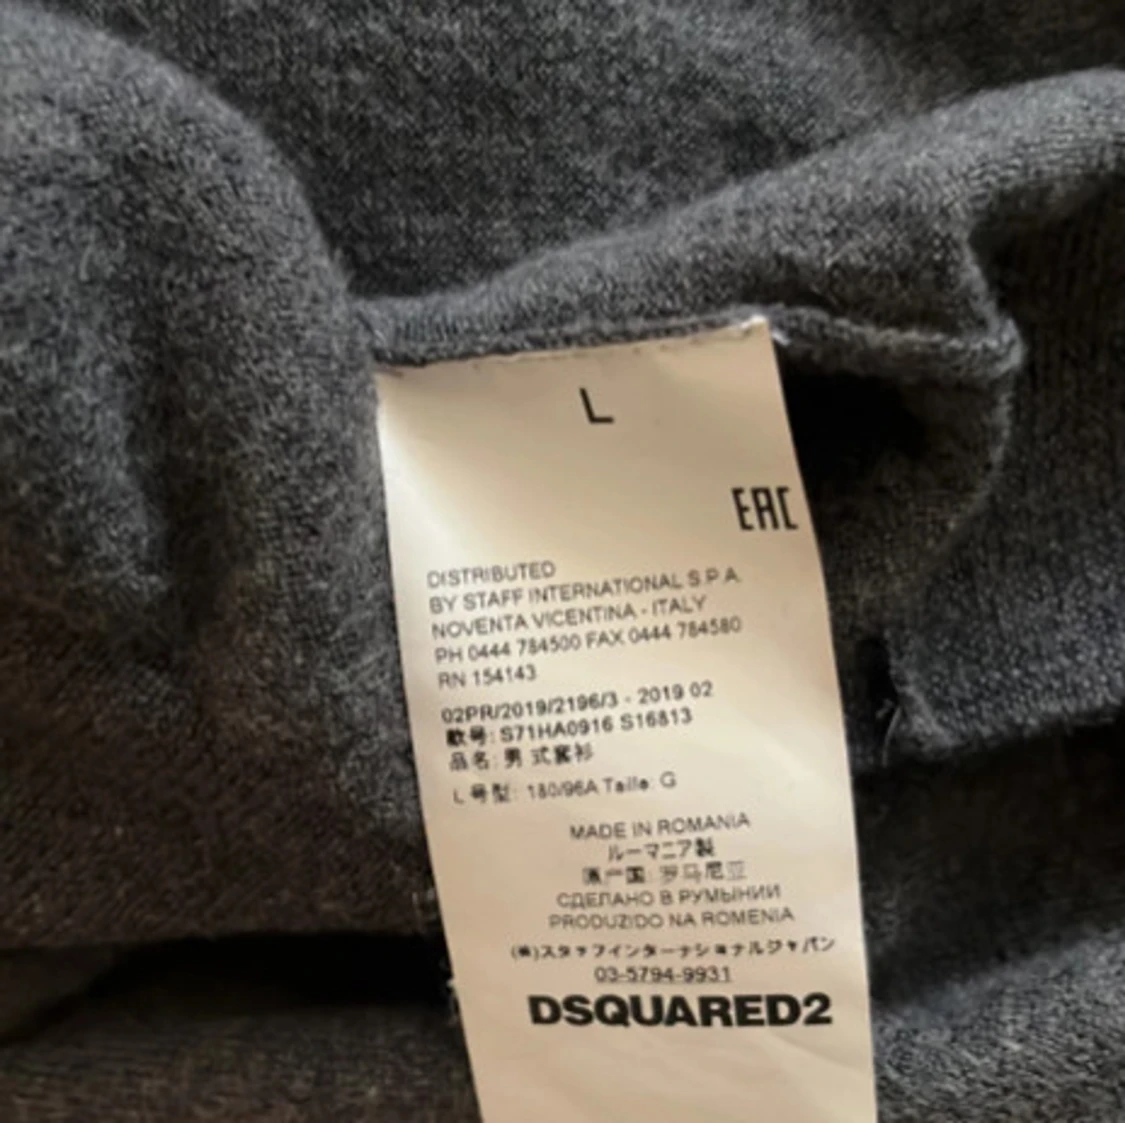 L
EAC
DISTRIBUTED
BY STAFF INTERNATIONAL S.P.A.
NOVENTA VICENTINA - ITALY
PH 0444 784500 FAX 0444 784580
RN 154143
02PR/2019/2196/3 - 2019 02
款号: S71HA0916 S16813
品名: 男式套衫
L 号型: 180/96A Taille: G
MADE IN ROMANIA
ルーマニア製
原产国: 罗马尼亚
СДЕЛАНО В РУМЫНИИ
PRODUZIDO NA ROMENIA
(株)スタッフインターナショナルジャパン
03-5794-9931
DSQUARED2